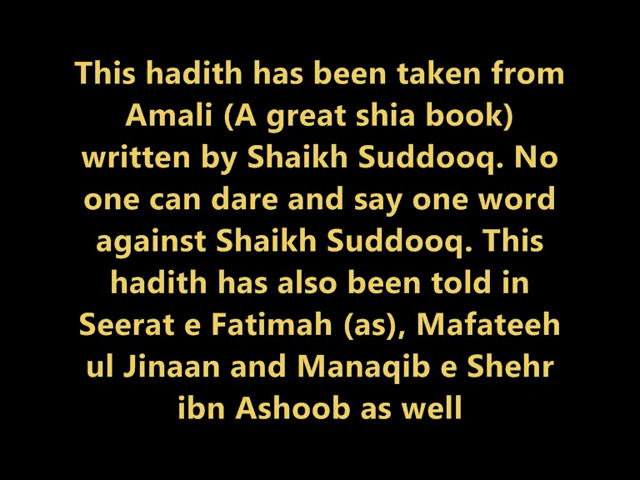 This hadith has been taken from
Amali (A great shia book)
written by Shaikh Suddooq. No
one can dare and say one word
against Shaikh Suddooq. This
hadith has also been told in
Seerat e Fatimah (as), Mafateeh
ul Jinaan and Manaqib e Shehr
ibn Ashoob as well